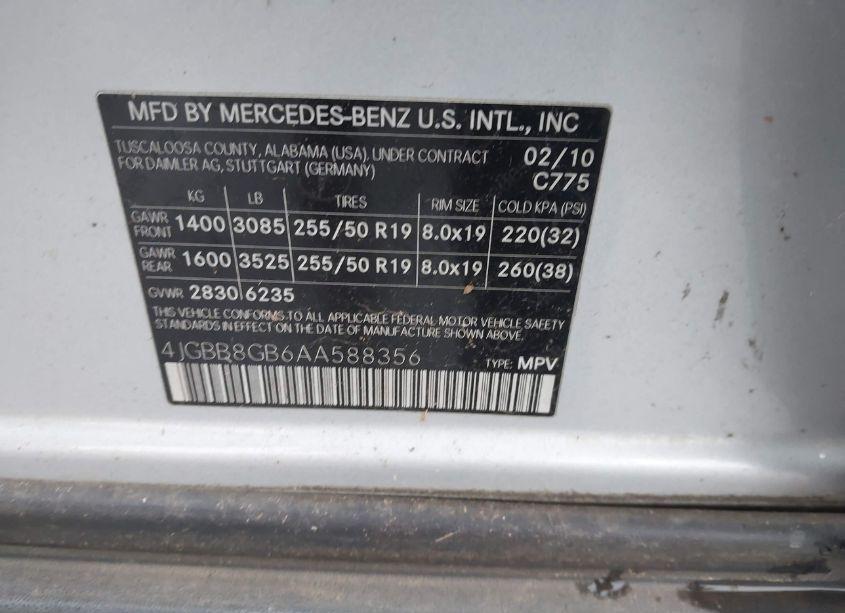 MFD BY MERCEDES-BENZ U.S. INTL., INC
TUSCALOOSA COUNTY, ALABAMA (USA), UNDER CONTRACT
FOR DAIMLER AG, STUTTGART (GERMANY)
02/10
C775
KG LB TIRES RIM SIZE COLD KPA (PSI)
GAWR FRONT 1400 3085 255/50 R19 8.0x19 220(32)
GAWR REAR 1600 3525 255/50 R19 8.0x19 260(38)
GVWR 2830 6235
THIS VEHICLE CONFORMS TO ALL APPLICABLE FEDERAL MOTOR VEHICLE SAFETY
STANDARDS IN EFFECT ON THE DATE OF MANUFACTURE SHOWN ABOVE.
4JGBB8GB6AA588356 TYPE: MPV